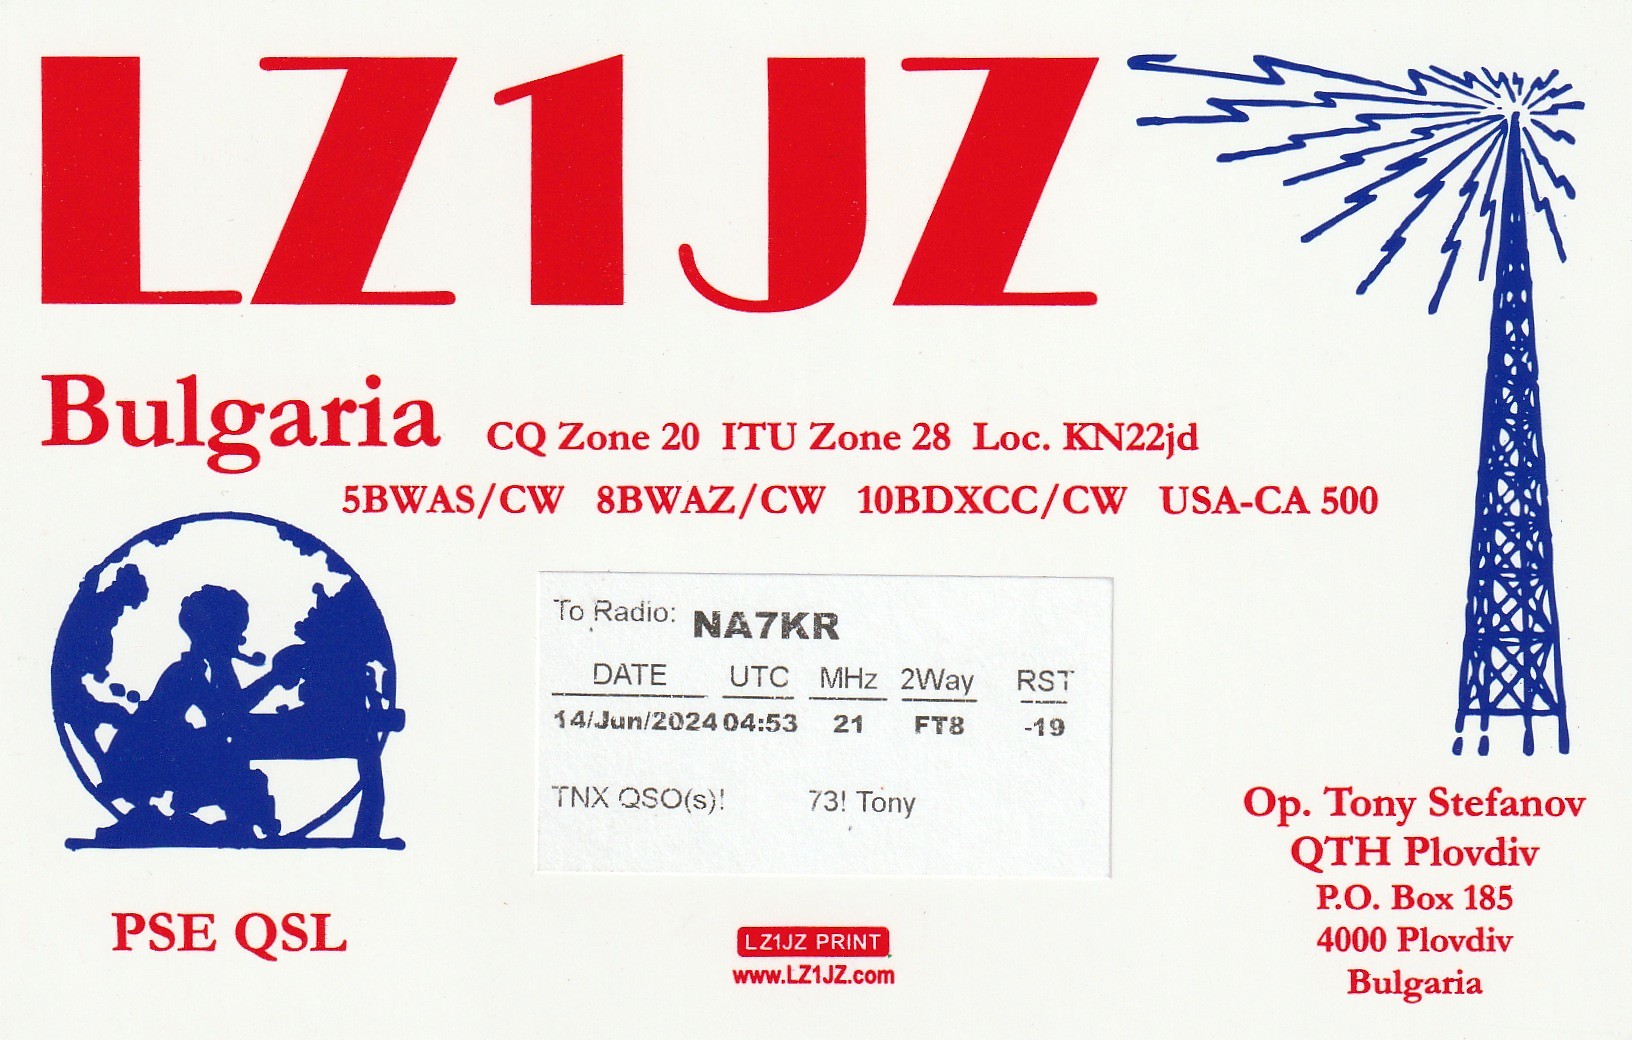 LZ1JZ
Bulgaria CQ Zone 20 ITU Zone 28 Loc. KN22jd
5BWAS/CW 8BWAZ/CW 10BDXCC/CW USA-CA 500
To Radio: NA7KR
DATE UTC MHz 2Way RST
14/Jun/2024 04:53 21 FT8 -19
TNX QSO(s)! 73! Tony
PSE QSL
LZ1JZ PRINT
www.LZ1JZ.com
Op. Tony Stefanov
QTH Plovdiv
P.O. Box 185
4000 Plovdiv
Bulgaria